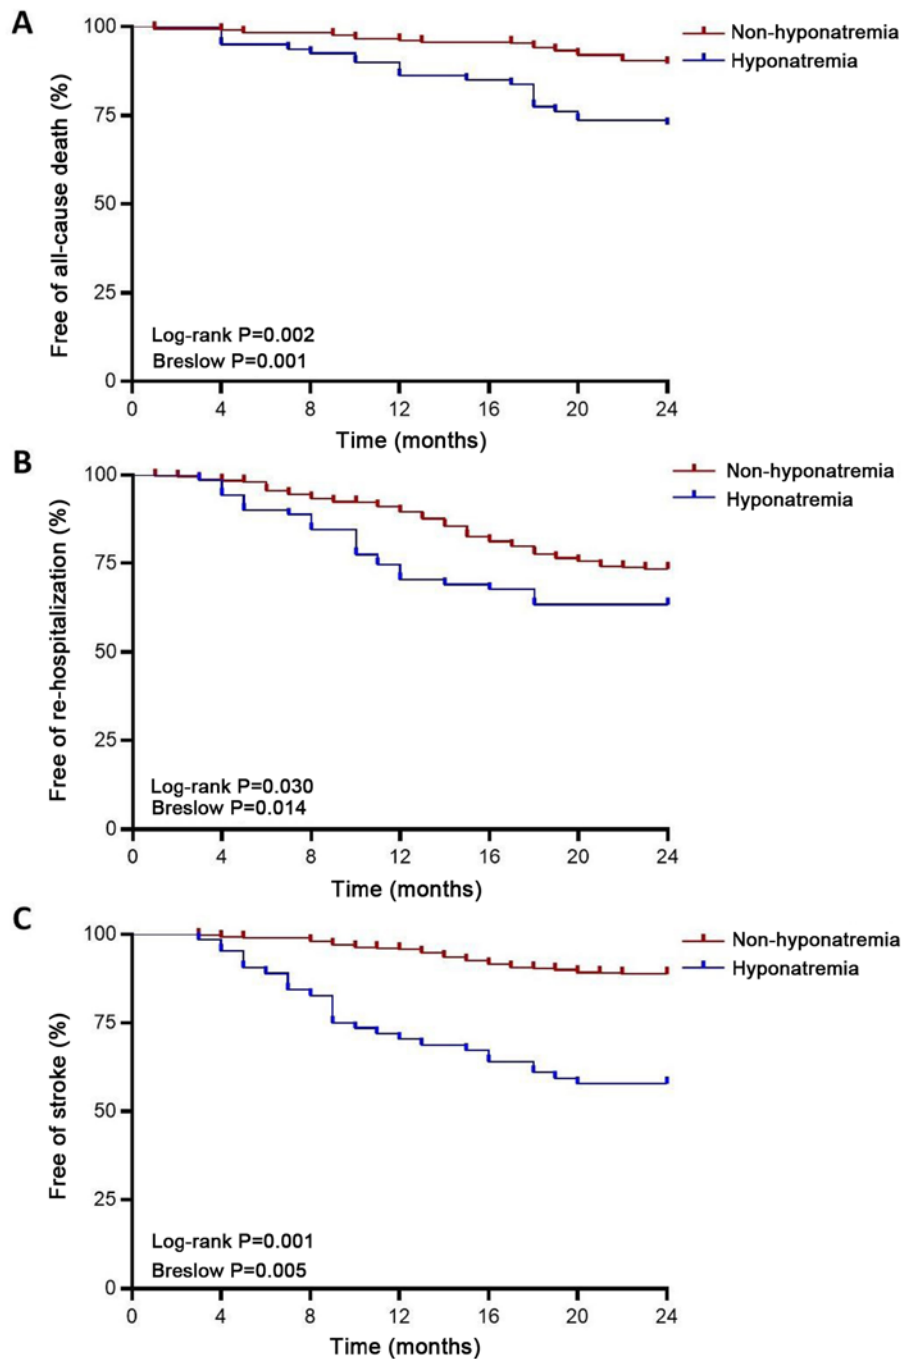 A
Free of all-cause death (%)
100
75
50
25
0
Non-hyponatremia
Hyponatremia
Log-rank P=0.002
Breslow P=0.001
0 4 8 12 16 20 24
Time (months)
B
Free of re-hospitalization (%)
100
75
50
25
0
Non-hyponatremia
Hyponatremia
Log-rank P=0.030
Breslow P=0.014
0 4 8 12 16 20 24
Time (months)
C
Free of stroke (%)
100
75
50
25
0
Non-hyponatremia
Hyponatremia
Log-rank P=0.001
Breslow P=0.005
0 4 8 12 16 20 24
Time (months)